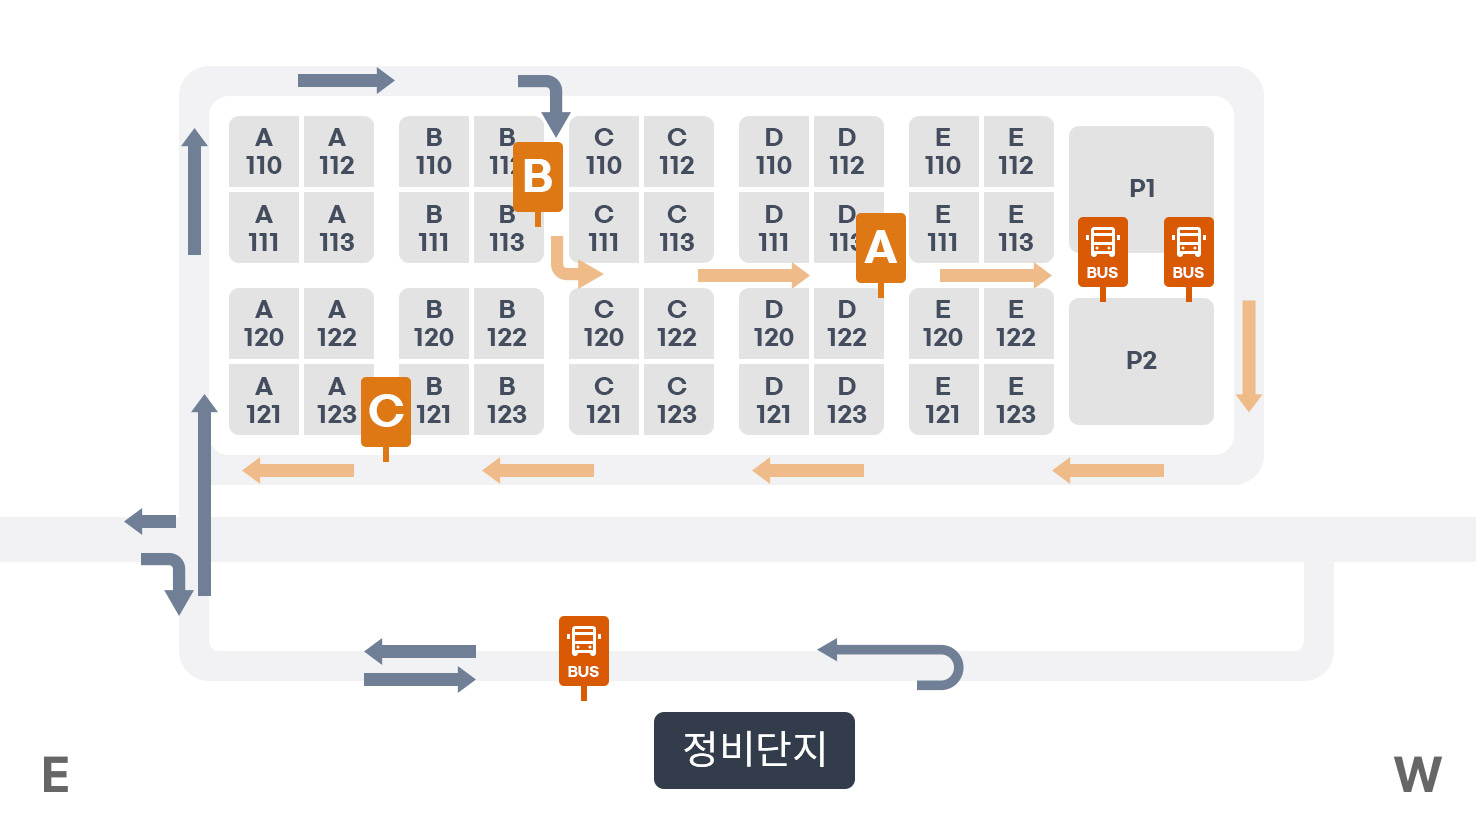 A A B B C C D D E E
110 112 110 112 110 112 110 112 110 112
P1
B
A A B B C C D D E E
111 113 111 113 111 113 111 113 111 113
A
BUS BUS
A A B B C C D D E E
120 122 120 122 120 122 120 122 120 122
P2
A A B B C C D D E E
121 123 121 123 121 123 121 123 121 123
C
BUS
정비단지
E W